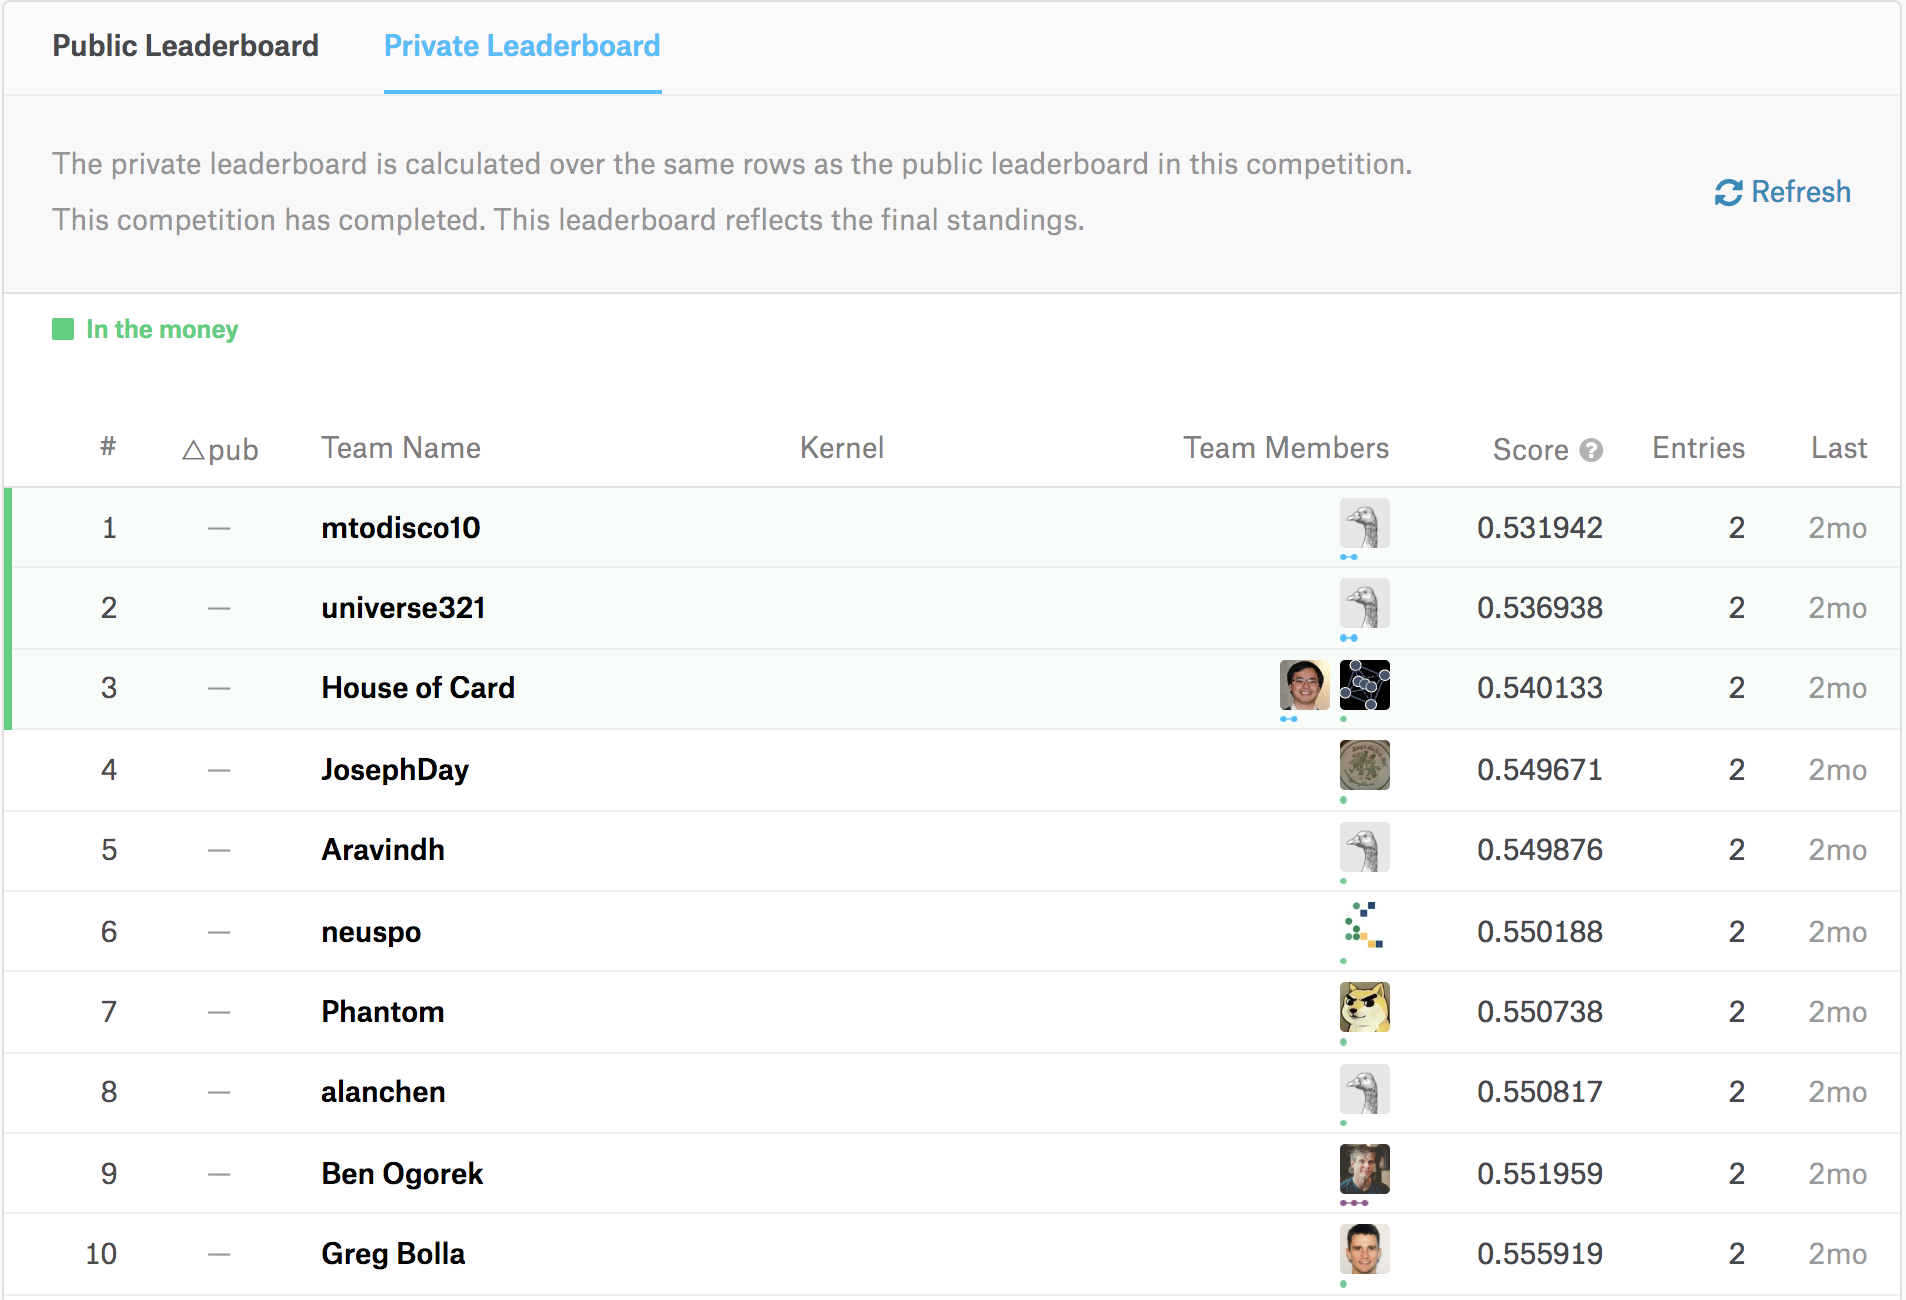 Public Leaderboard Private Leaderboard
The private leaderboard is calculated over the same rows as the public leaderboard in this competition.
This competition has completed. This leaderboard reflects the final standings.
Refresh
In the money
# △pub Team Name Kernel Team Members Score ? Entries Last
1 — mtodisco10 0.531942 2 2mo
2 — universe321 0.536938 2 2mo
3 — House of Card 0.540133 2 2mo
4 — JosephDay 0.549671 2 2mo
5 — Aravindh 0.549876 2 2mo
6 — neuspo 0.550188 2 2mo
7 — Phantom 0.550738 2 2mo
8 — alanchen 0.550817 2 2mo
9 — Ben Ogorek 0.551959 2 2mo
10 — Greg Bolla 0.555919 2 2mo